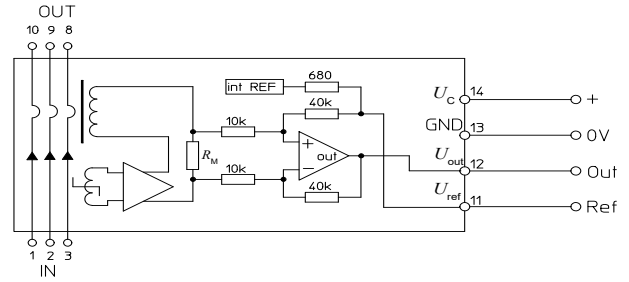 OUT
10 9 8
int REF
680
40k
10k
R_M
10k
+
out
−
40k
U_C 14
+
GND 13
0V
U_out 12
Out
U_ref 11
Ref
1 2 3
IN